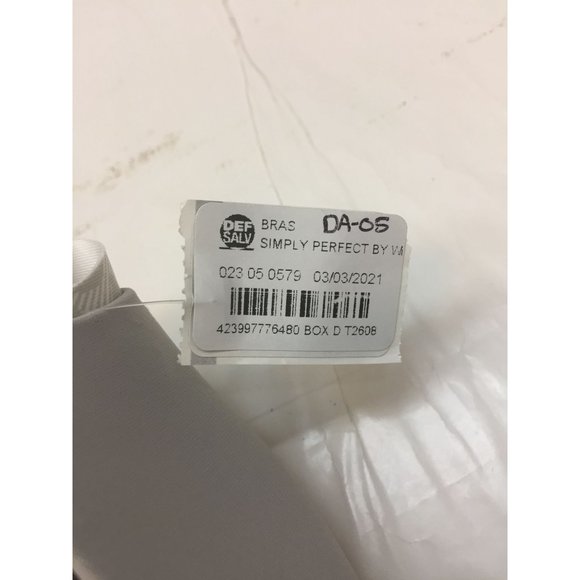 DEF
SALV
BRAS DA-05
SIMPLY PERFECT BY
023 05 0579 03/03/2021
423997776480 BOX D T2608